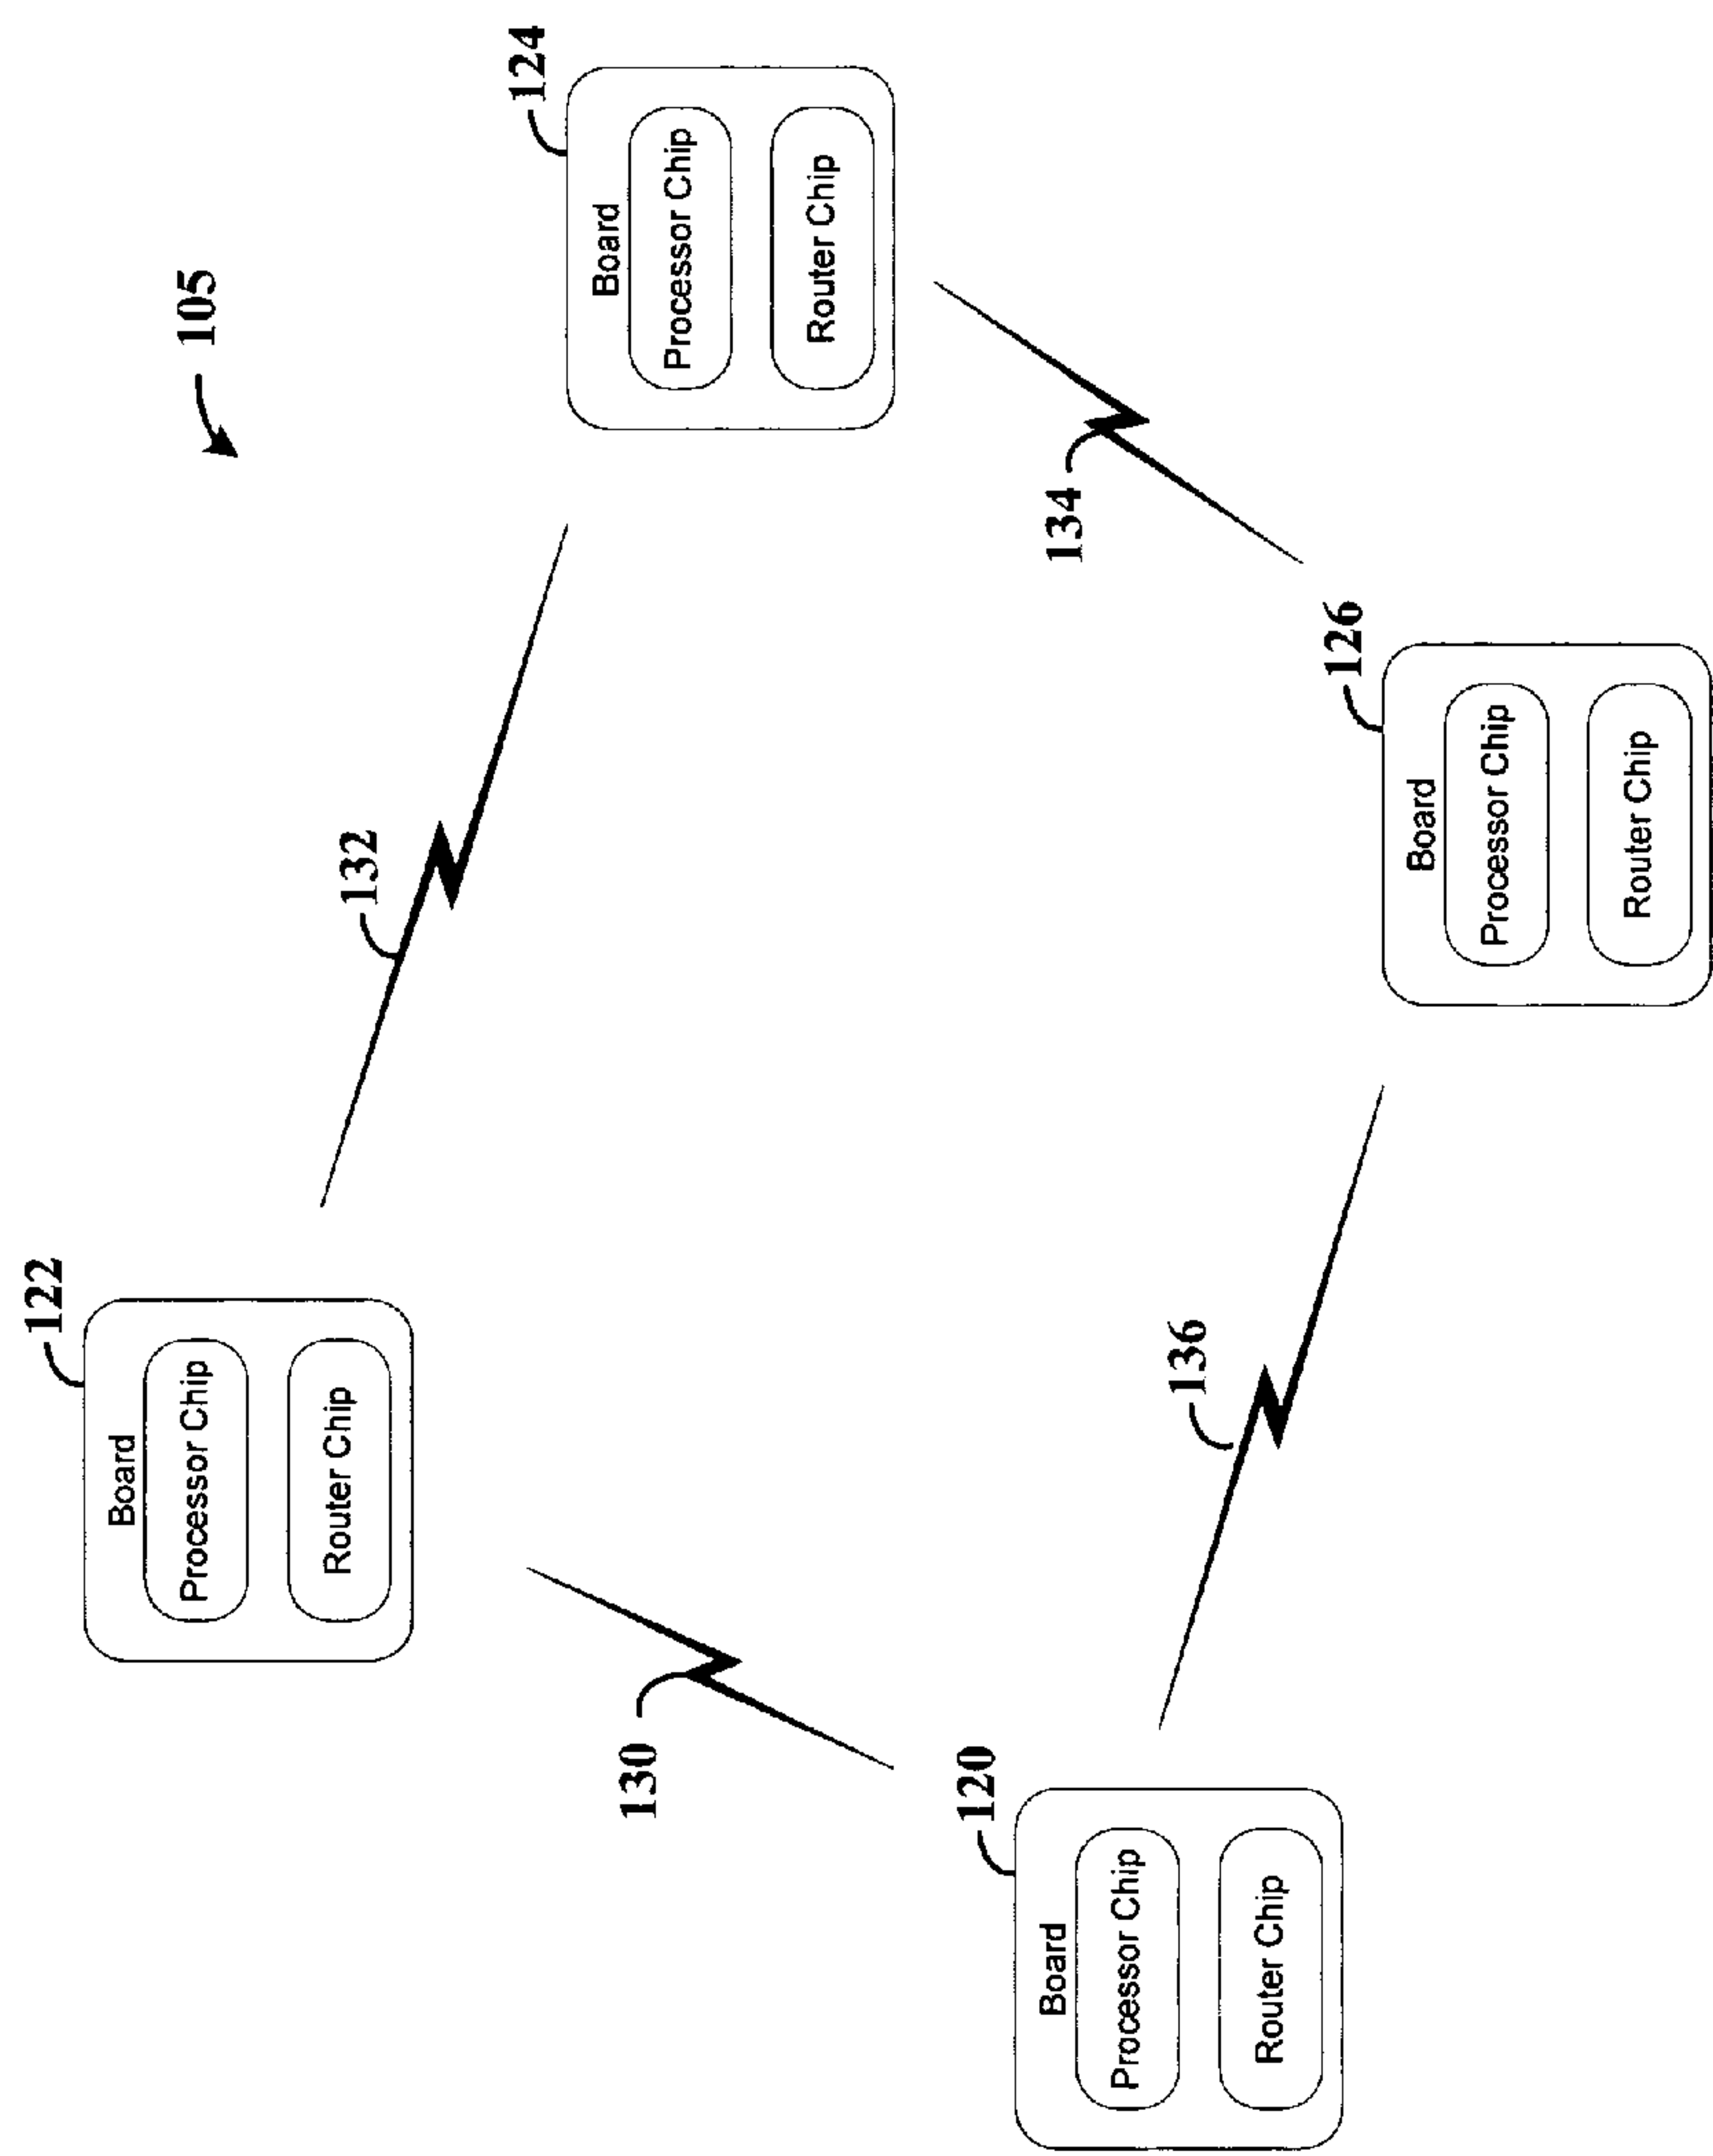 105
122
Board
Processor Chip
Router Chip
132
124
Board
Processor Chip
Router Chip
130
134
120
Board
Processor Chip
Router Chip
136
126
Board
Processor Chip
Router Chip